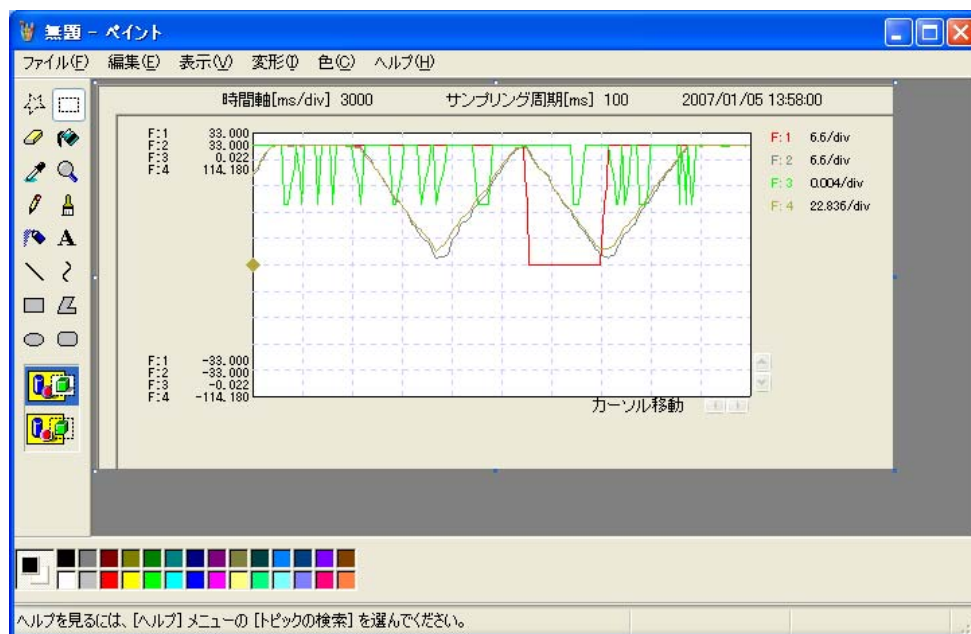 無題 - ペイント
ファイル(F) 編集(E) 表示(V) 変形(I) 色(C) ヘルプ(H)
時間軸[ms/div] 3000 サンプリング周期[ms] 100 2007/01/05 13:58:00
F:1 33.000
F:2 33.000
F:3 0.022
F:4 114.180
F:1 6.6/div
F:2 6.6/div
F:3 0.004/div
F:4 22.836/div
A
F:1 -33.000
F:2 -33.000
F:3 -0.022
F:4 -114.180
カーソル移動
ヘルプを見るには、[ヘルプ] メニューの [トピックの検索] を選んでください。